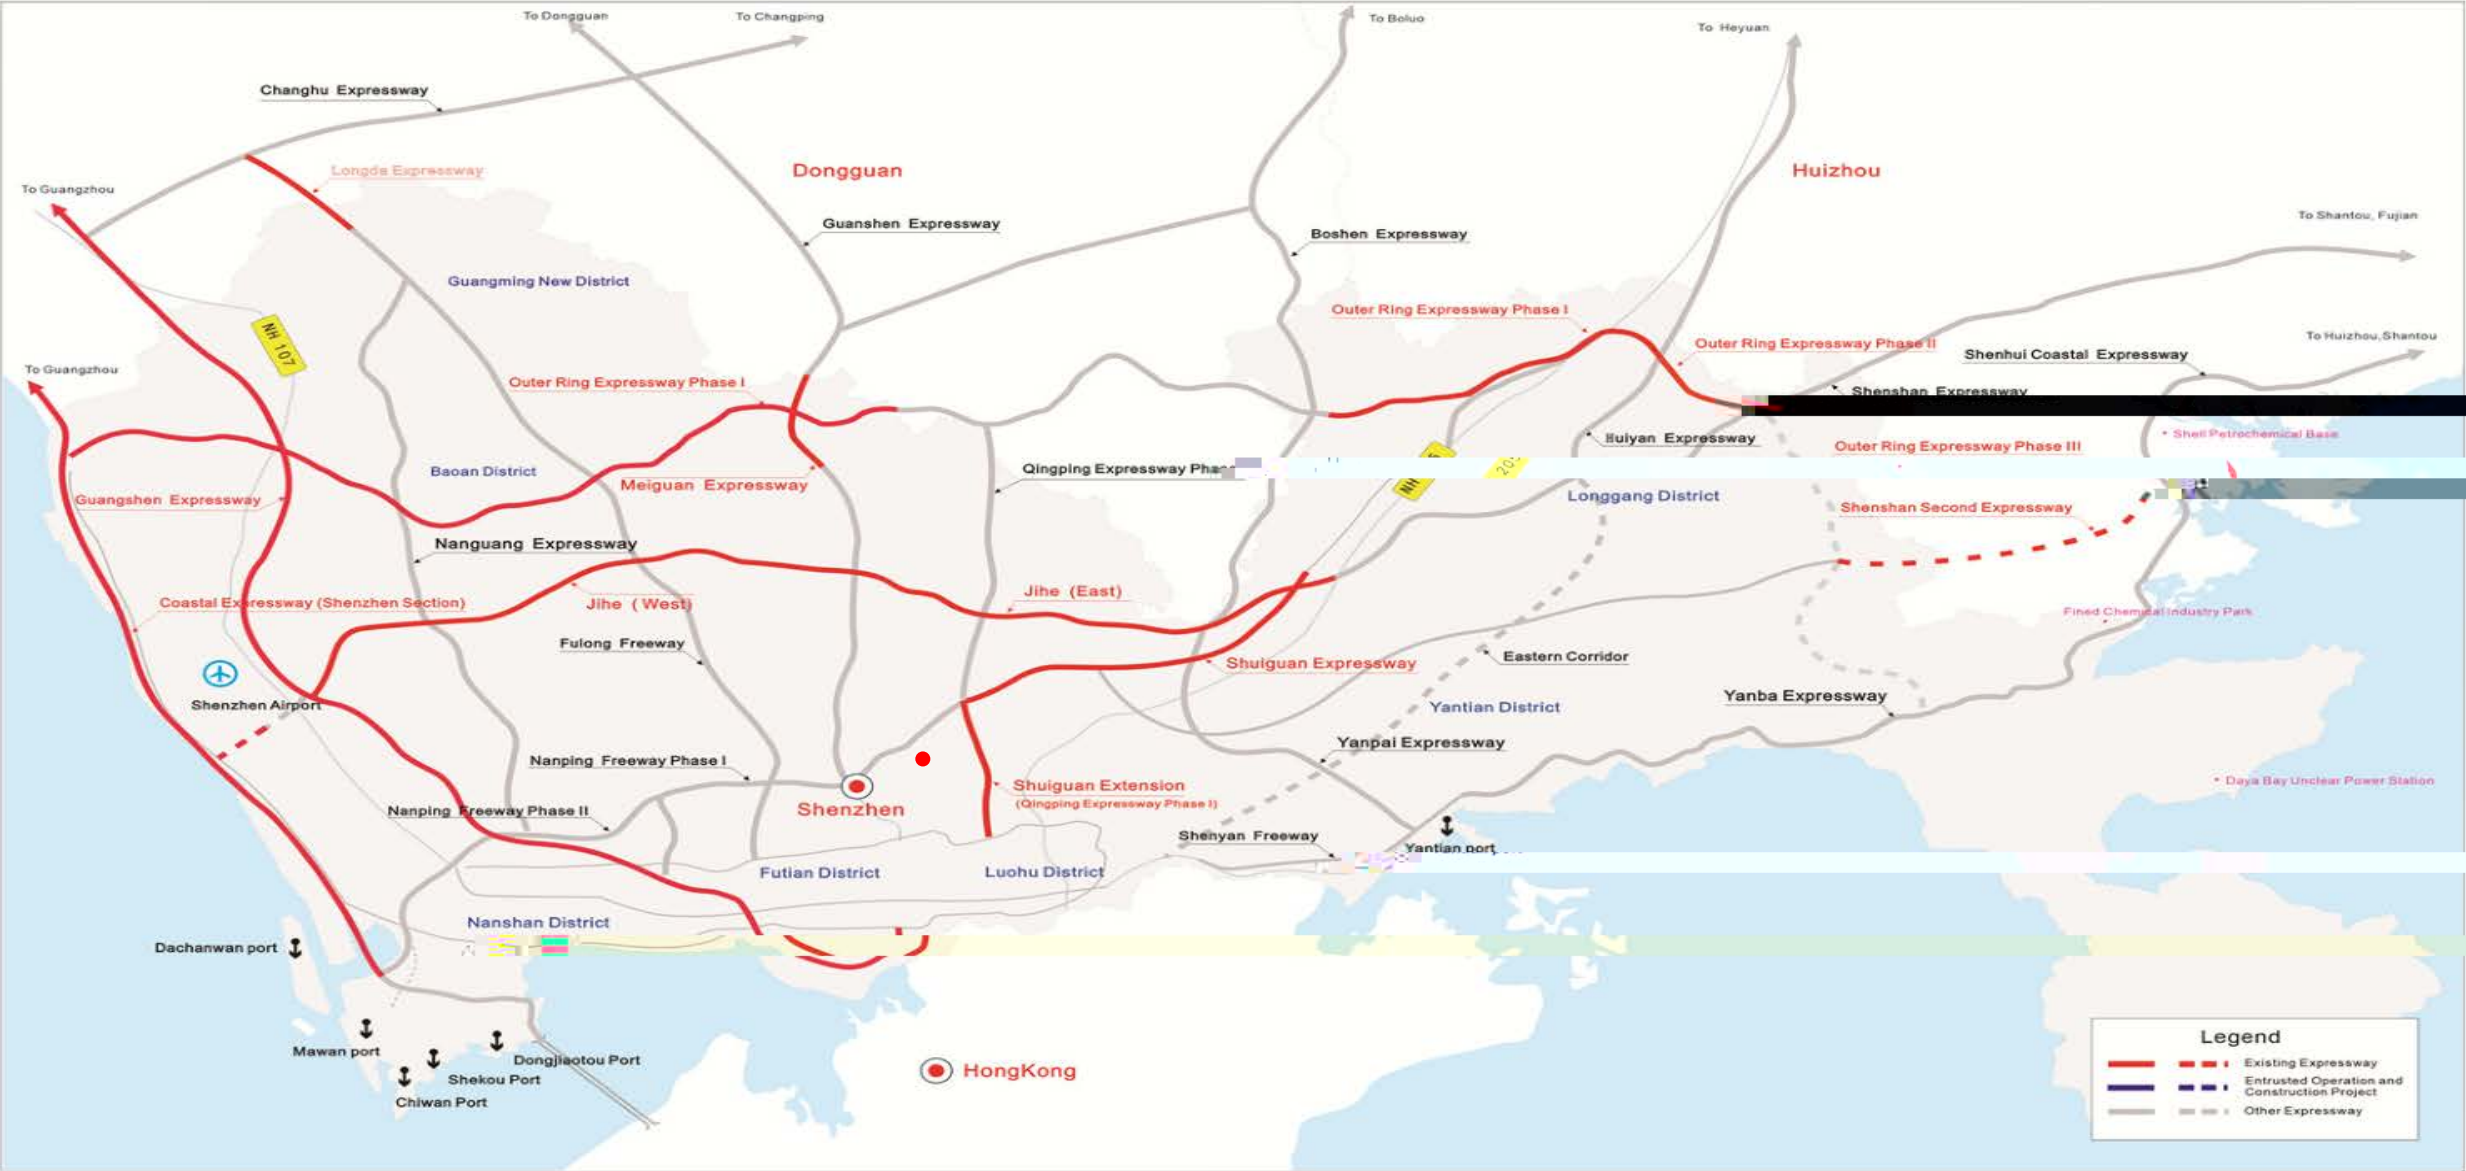 To Dongguan
To Changping
To Boluo
To Heyuan
Changhu Expressway
Longda Expressway
Dongguan
Huizhou
To Guangzhou
To Shantou, Fujian
Guanshen Expressway
Boshen Expressway
Guangming New District
Outer Ring Expressway Phase I
NH 107
Outer Ring Expressway Phase II
To Huizhou,Shantou
Shenhui Coastal Expressway
To Guangzhou
Outer Ring Expressway Phase I
Shenshan Expressway
Shell Petrochemical Base
Huiyan Expressway
Outer Ring Expressway Phase III
Baoan District
Qingping Expressway
Meiguan Expressway
NH
Longgang District
Guangshen Expressway
Shenshan Second Expressway
Nanguang Expressway
Jihe (East)
Coastal Expressway (Shenzhen Section)
Jihe ( West)
Fined Chemical Industry Park
Fulong Freeway
Shuiguan Expressway
Eastern Corridor
Yanba Expressway
Shenzhen Airport
Yantian District
Yanpai Expressway
Nanping Freeway Phase I
Shuiguan Extension
(Qingping Expressway Phase I)
Daya Bay Unclear Power Station
Shenzhen
Nanping Freeway Phase II
Shenyan Freeway
Yantian port
Futian District
Luohu District
Nanshan District
Dachanwan port
Mawan port
Dongjiaotou Port
HongKong
Shekou Port
Chiwan Port
Legend
Existing Expressway
Entrusted Operation and
Construction Project
Other Expressway